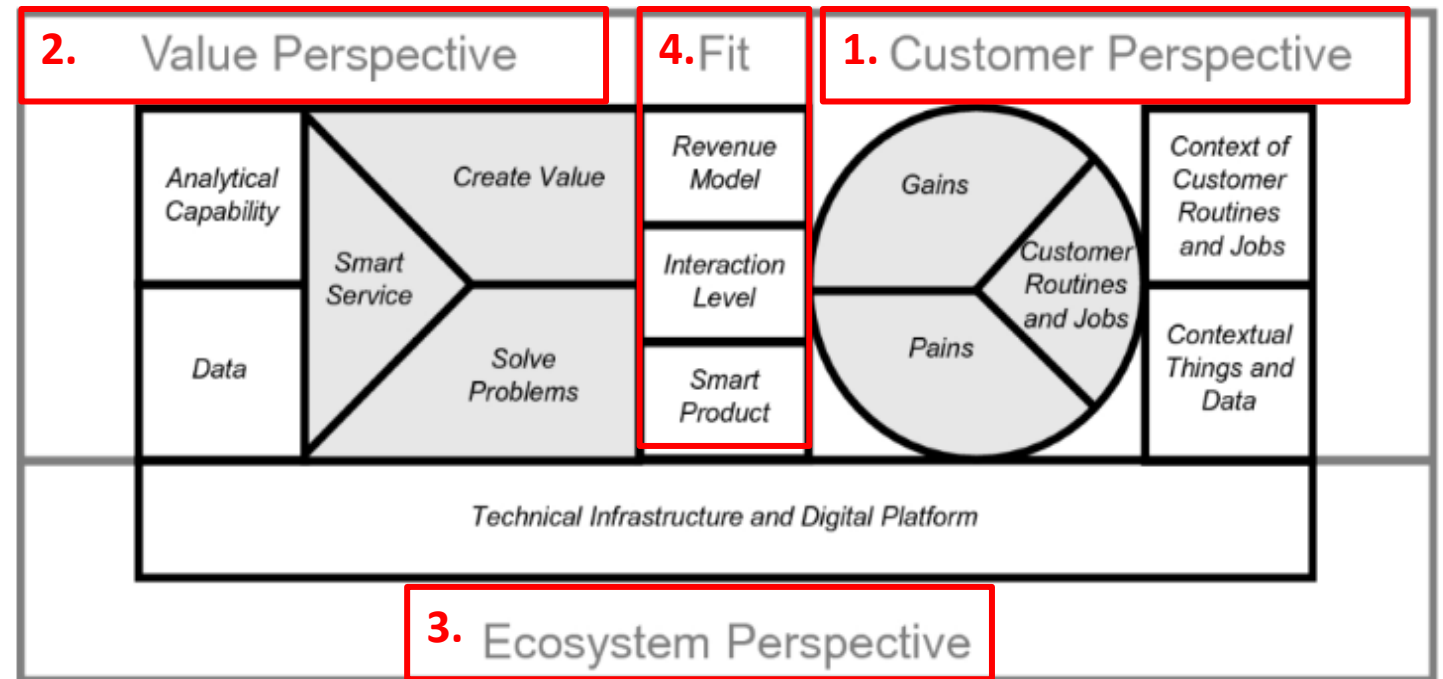 2. Value Perspective
4. Fit
1. Customer Perspective
Analytical
Capability
Data
Smart
Service
Create Value
Solve
Problems
Revenue
Model
Interaction
Level
Smart
Product
Gains
Pains
Customer
Routines
and Jobs
Context of
Customer
Routines
and Jobs
Contextual
Things and
Data
Technical Infrastructure and Digital Platform
3. Ecosystem Perspective